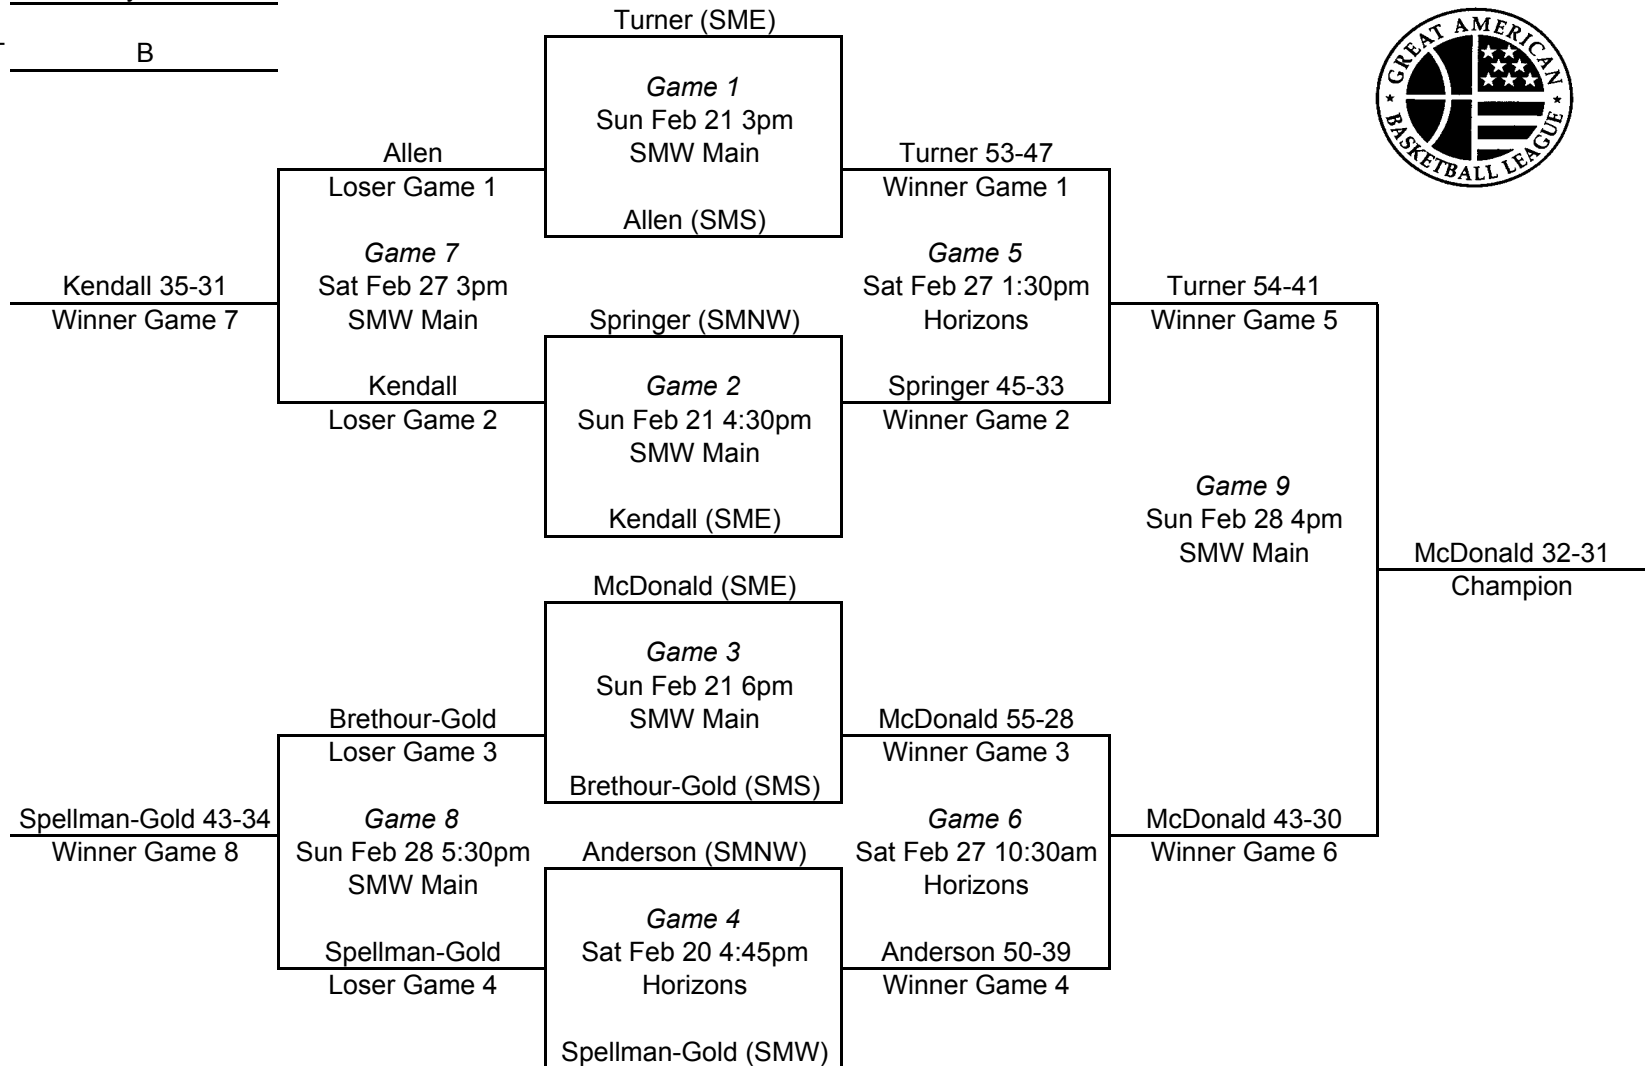 B
Turner (SME)
Game 1
Sun Feb 21 3pm
SMW Main
Allen (SMS)
Allen
Loser Game 1
Turner 53-47
Winner Game 1
Game 7
Sat Feb 27 3pm
SMW Main
Game 5
Sat Feb 27 1:30pm
Horizons
Kendall 35-31
Winner Game 7
Turner 54-41
Winner Game 5
Springer (SMNW)
Game 2
Sun Feb 21 4:30pm
SMW Main
Kendall (SME)
Kendall
Loser Game 2
Springer 45-33
Winner Game 2
Game 9
Sun Feb 28 4pm
SMW Main
McDonald 32-31
Champion
McDonald (SME)
Game 3
Sun Feb 21 6pm
SMW Main
Brethour-Gold (SMS)
Brethour-Gold
Loser Game 3
McDonald 55-28
Winner Game 3
Spellman-Gold 43-34
Winner Game 8
Game 8
Sun Feb 28 5:30pm
SMW Main
Game 6
Sat Feb 27 10:30am
Horizons
McDonald 43-30
Winner Game 6
Anderson (SMNW)
Game 4
Sat Feb 20 4:45pm
Horizons
Spellman-Gold (SMW)
Spellman-Gold
Loser Game 4
Anderson 50-39
Winner Game 4
GREAT AMERICAN
BASKETBALL LEAGUE